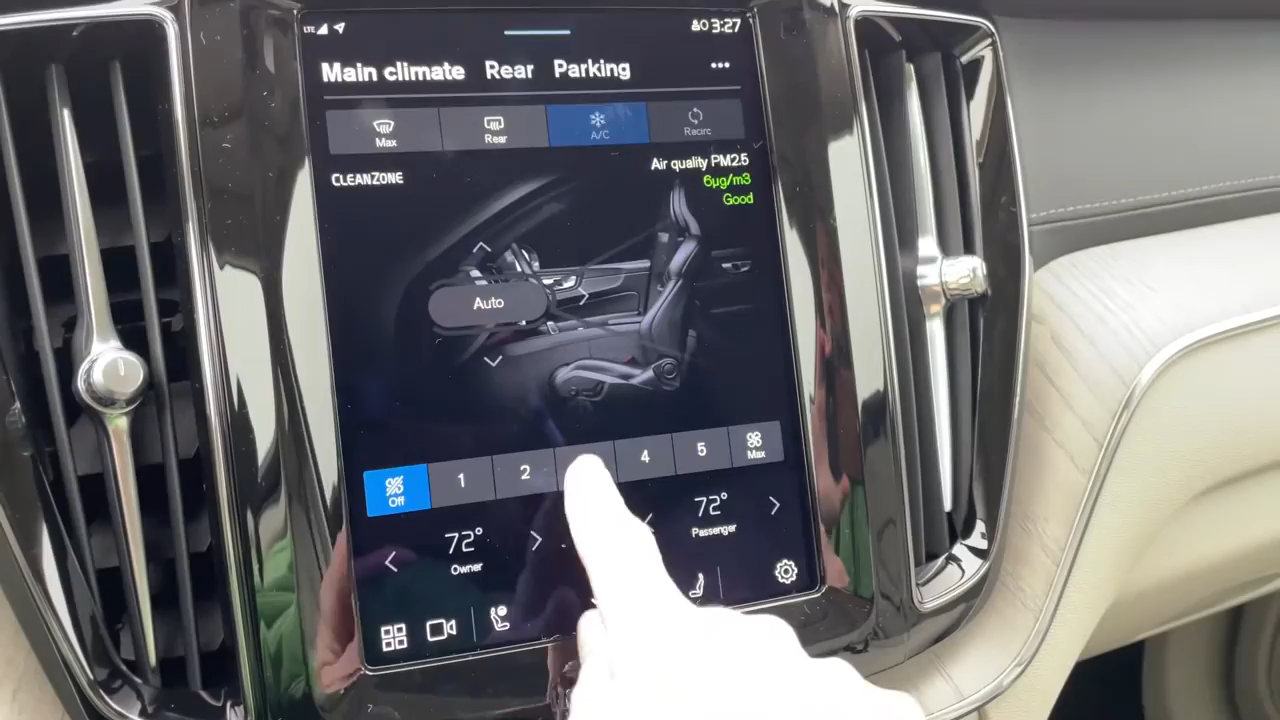 LTE 3:27
Main climate Rear Parking
Max Rear A/C Recirc
CLEANZONE
Air quality PM2.5
6µg/m3
Good
Auto
Off 1 2 4 5 Max
72° 72°
Owner Passenger